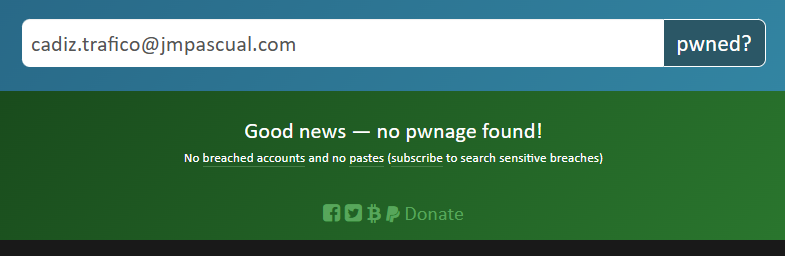 cadiz.trafico@jmpascual.com
pwned?
Good news — no pwnage found!
No breached accounts and no pastes (subscribe to search sensitive breaches)
Donate